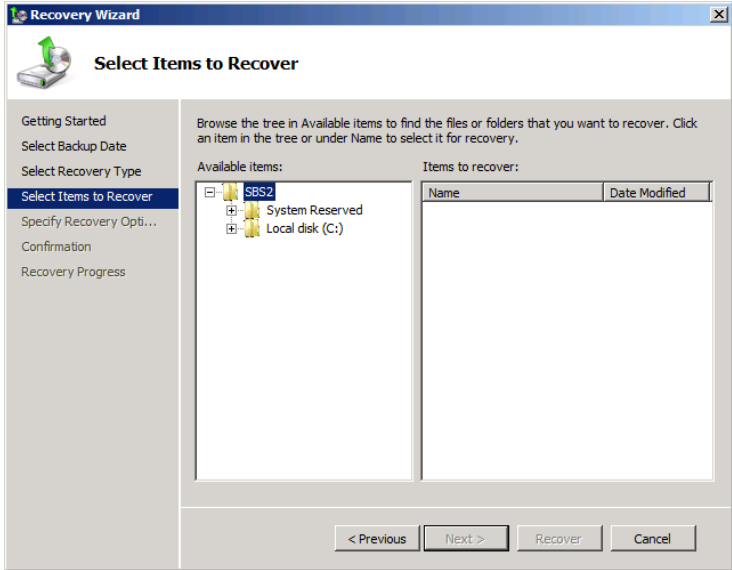 Recovery Wizard
Select Items to Recover
Getting Started
Select Backup Date
Select Recovery Type
Select Items to Recover
Specify Recovery Opti...
Confirmation
Recovery Progress
Browse the tree in Available items to find the files or folders that you want to recover. Click
an item in the tree or under Name to select it for recovery.
Available items:
SBS2
System Reserved
Local disk (C:)
Items to recover:
Name Date Modified
< Previous Next > Recover Cancel